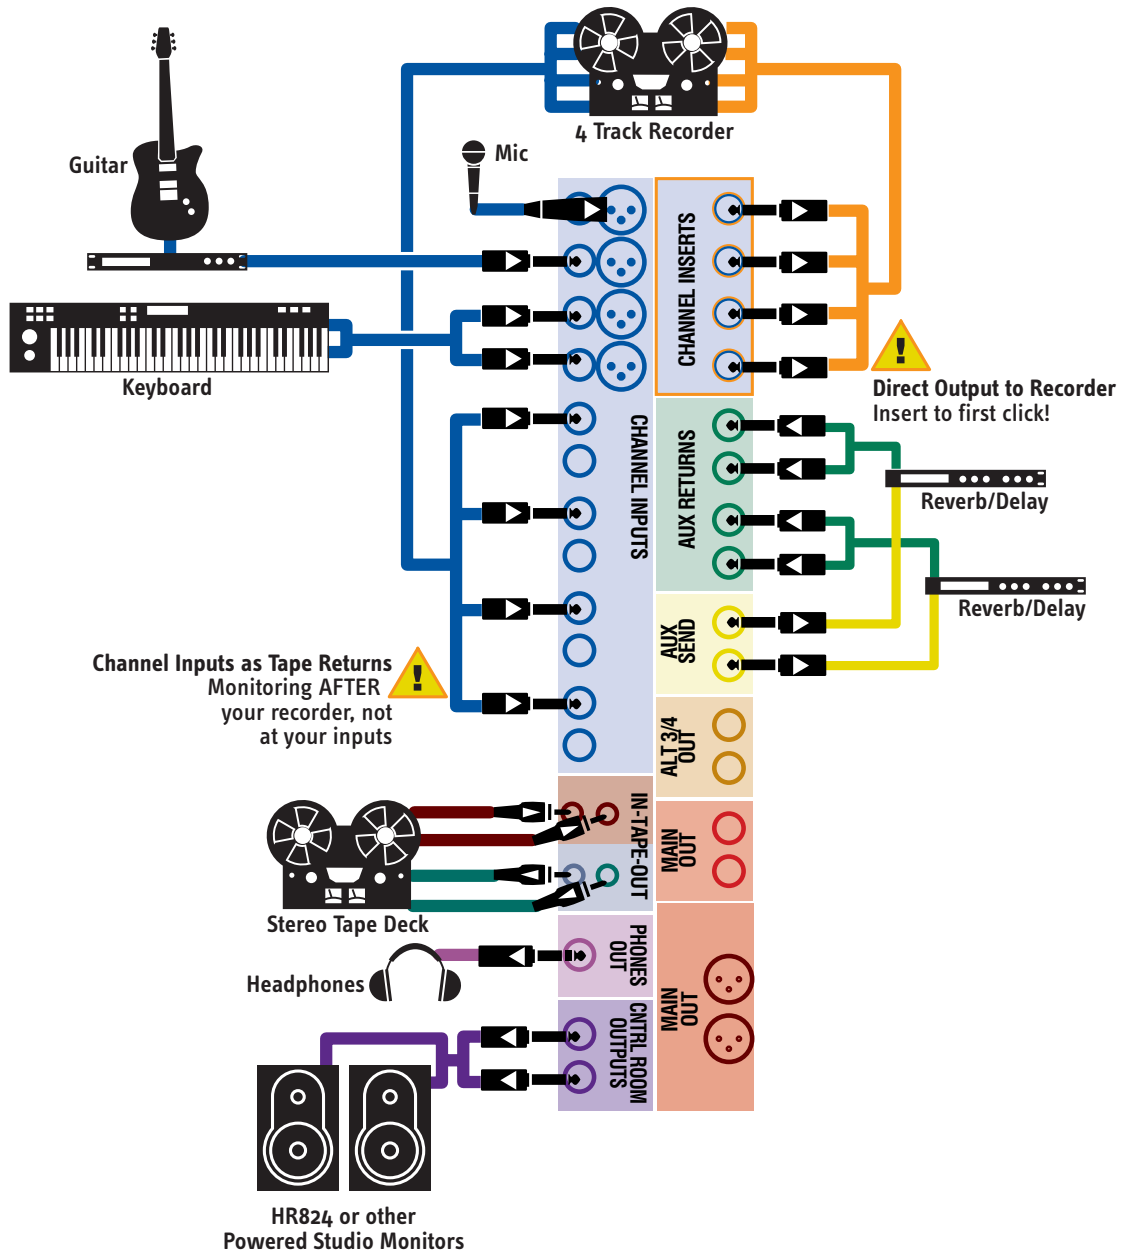 4 Track Recorder
Guitar
Mic
CHANNEL INSERTS
Keyboard
Direct Output to Recorder
Insert to first click!
CHANNEL INPUTS
AUX RETURNS
Reverb/Delay
Reverb/Delay
AUX
SEND
Channel Inputs as Tape Returns
Monitoring AFTER
your recorder, not
at your inputs
ALT 3/4
OUT
IN-TAPE-OUT
MAIN
OUT
Stereo Tape Deck
PHONES
OUT
Headphones
MAIN
OUT
CNTRL ROOM
OUTPUTS
HR824 or other
Powered Studio Monitors